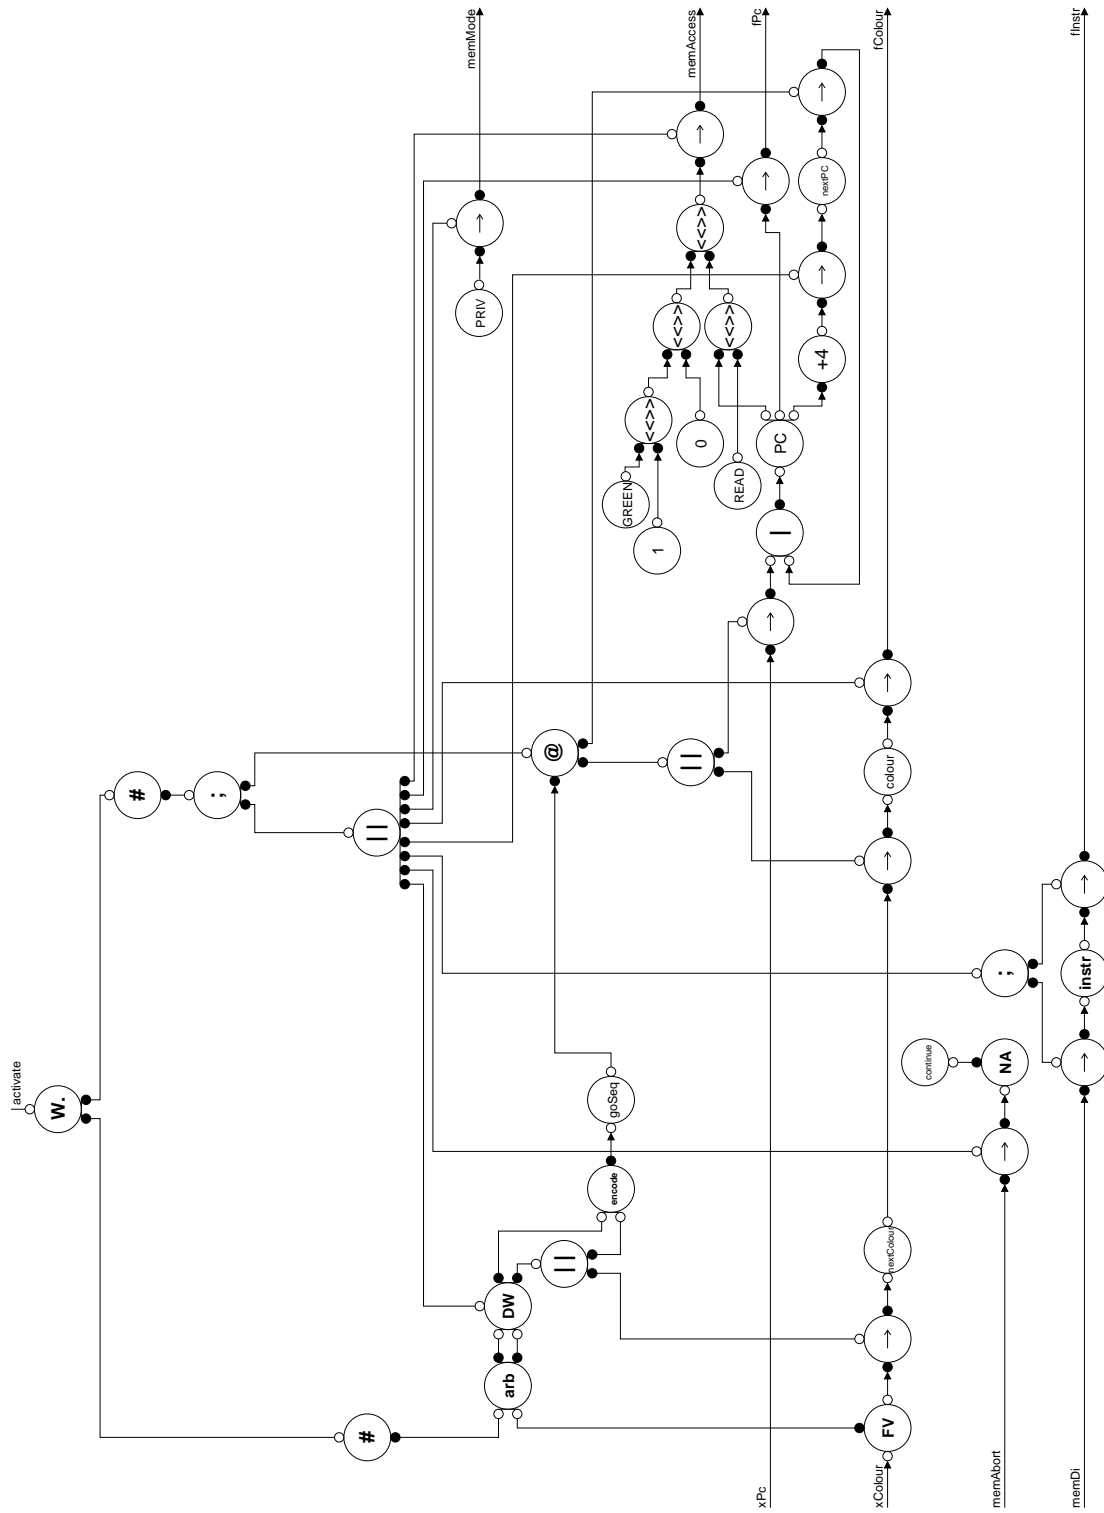 activate
W.
#
;
||
#
arb
DW
||
encode
goSeq
@
||
→
PRIV
→
memMode
GREEN
1
<<>>
0
<<>>
READ
<<>>
<<>>
→
memAccess
xPc
→
|
PC
→
fPc
+4
→
nextPC
→
xColour
FV
→
nextColour
→
colour
→
fColour
memAbort
→
NA
continue
;
memDi
→
instr
→
fInstr